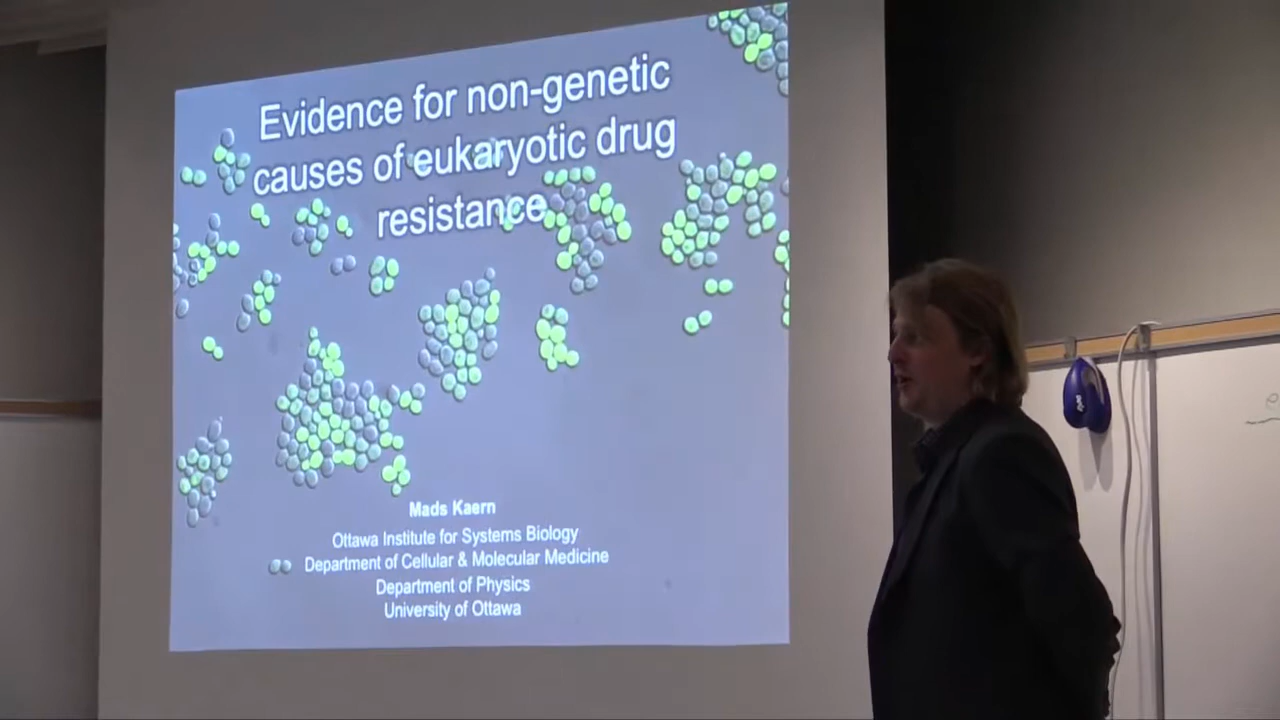 Evidence for non-genetic
causes of eukaryotic drug
resistance
Mads Kaern
Ottawa Institute for Systems Biology
Department of Cellular & Molecular Medicine
Department of Physics
University of Ottawa